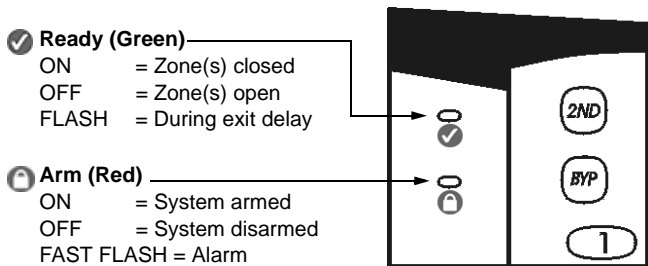 Ready (Green)
ON = Zone(s) closed
OFF = Zone(s) open
FLASH = During exit delay
Arm (Red)
ON = System armed
OFF = System disarmed
FAST FLASH = Alarm
2ND
BYP
1